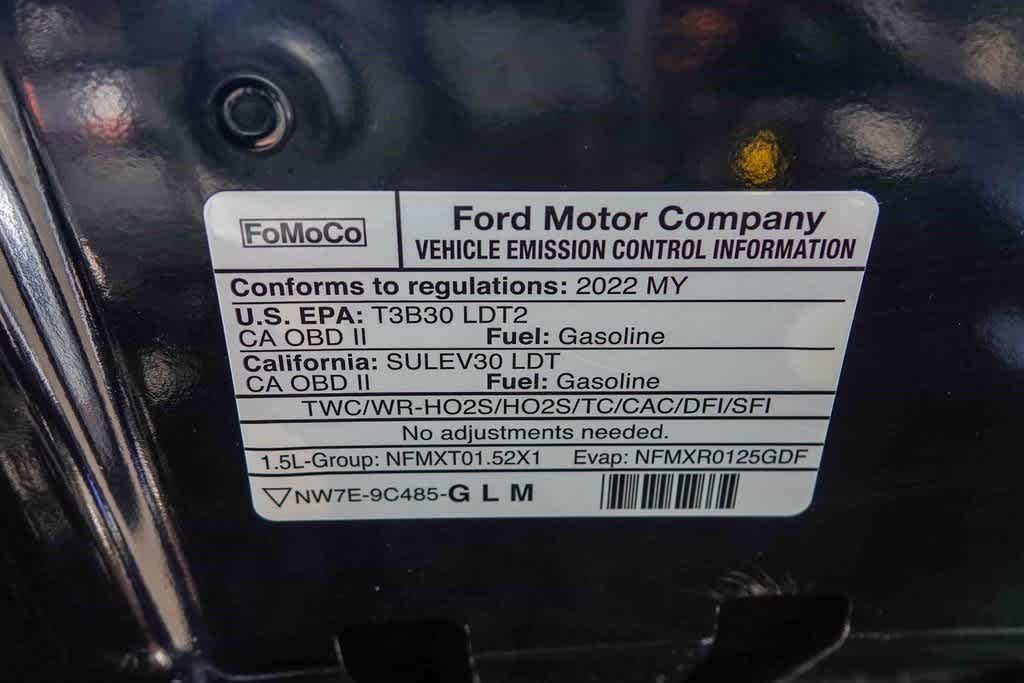 FoMoCo
Ford Motor Company
VEHICLE EMISSION CONTROL INFORMATION
Conforms to regulations: 2022 MY
U.S. EPA: T3B30 LDT2
CA OBD II Fuel: Gasoline
California: SULEV30 LDT
CA OBD II Fuel: Gasoline
TWC/WR-HO2S/HO2S/TC/CAC/DFI/SFI
No adjustments needed.
1.5L-Group: NFMXT01.52X1 Evap: NFMXR0125GDF
NW7E-9C485-G L M